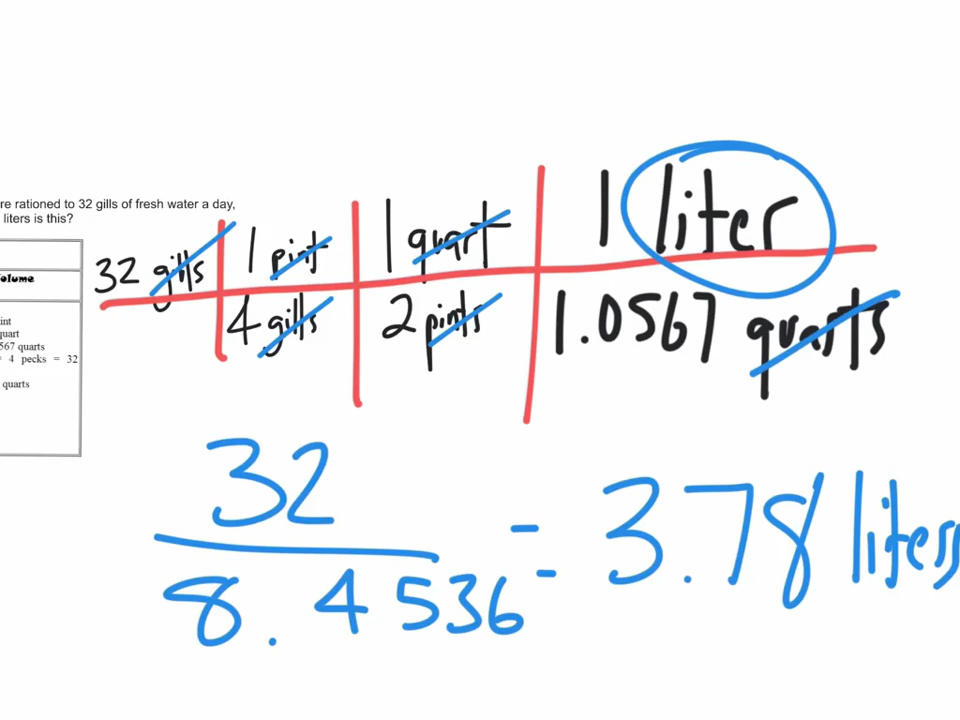 re rationed to 32 gills of fresh water a day,
liters is this?
olume
int
quart
567 quarts
= 4 pecks = 32
quarts
32 gills 1 pint 1 quart 1 liter
4 gills 2 pints 1.0567 quarts
32
8.4536 = 3.78 liters